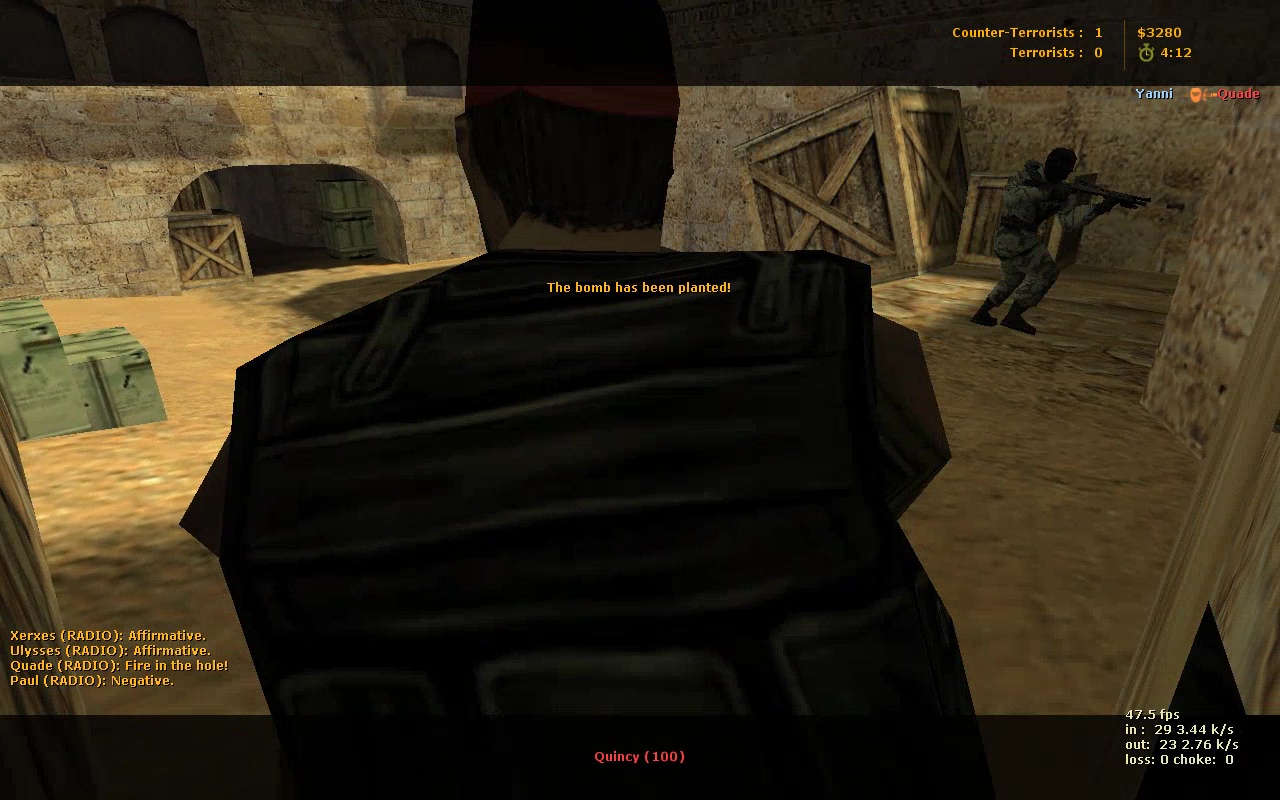 Counter-Terrorists : 1 $3280
Terrorists : 0 4:12
Yanni Quade
The bomb has been planted!
Xerxes (RADIO): Affirmative.
Ulysses (RADIO): Affirmative.
Quade (RADIO): Fire in the hole!
Paul (RADIO): Negative.
47.5 fps
in : 29 3.44 k/s
out: 23 2.76 k/s
loss: 0 choke: 0
Quincy (100)